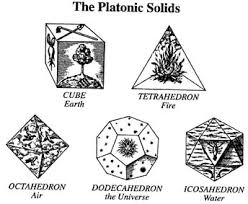 The Platonic Solids
CUBE
Earth
TETRAHEDRON
Fire
OCTAHEDRON
Air
DODECAHEDRON
the Universe
ICOSAHEDRON
Water